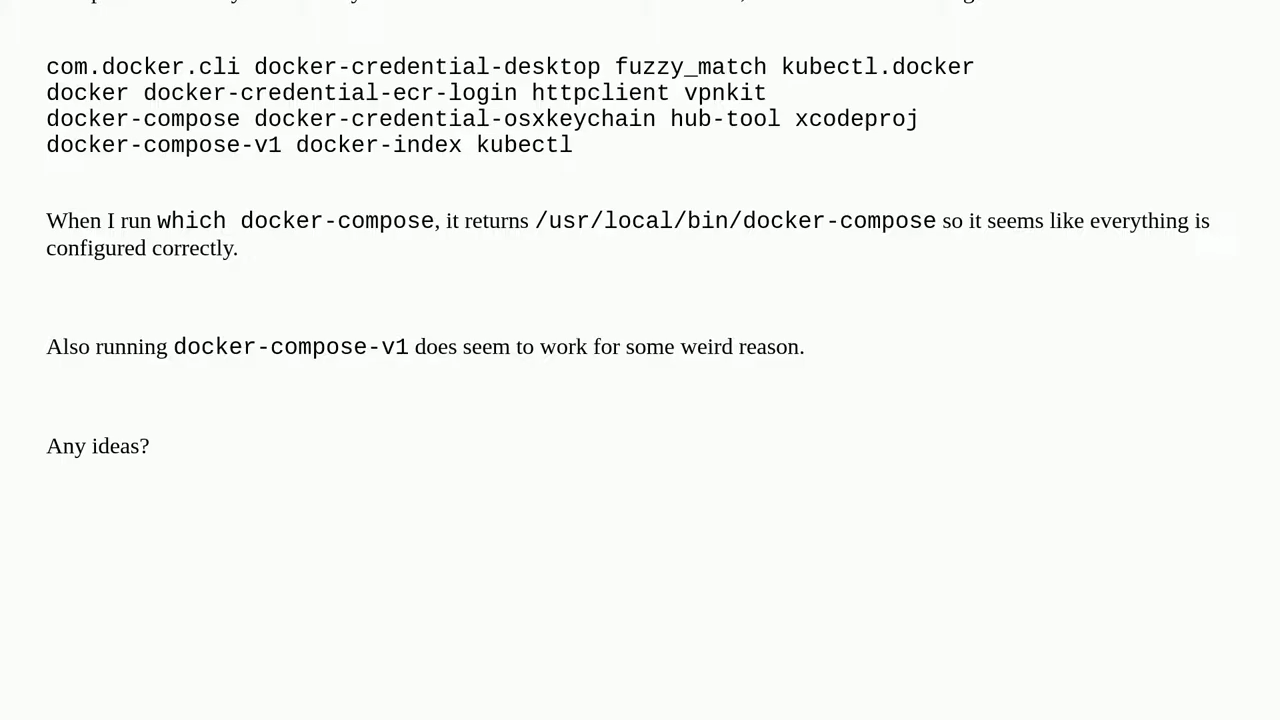 com.docker.cli docker-credential-desktop fuzzy_match kubectl.docker
docker docker-credential-ecr-login httpclient vpnkit
docker-compose docker-credential-osxkeychain hub-tool xcodeproj
docker-compose-v1 docker-index kubectl
When I run which docker-compose, it returns /usr/local/bin/docker-compose so it seems like everything is
configured correctly.
Also running docker-compose-v1 does seem to work for some weird reason.
Any ideas?